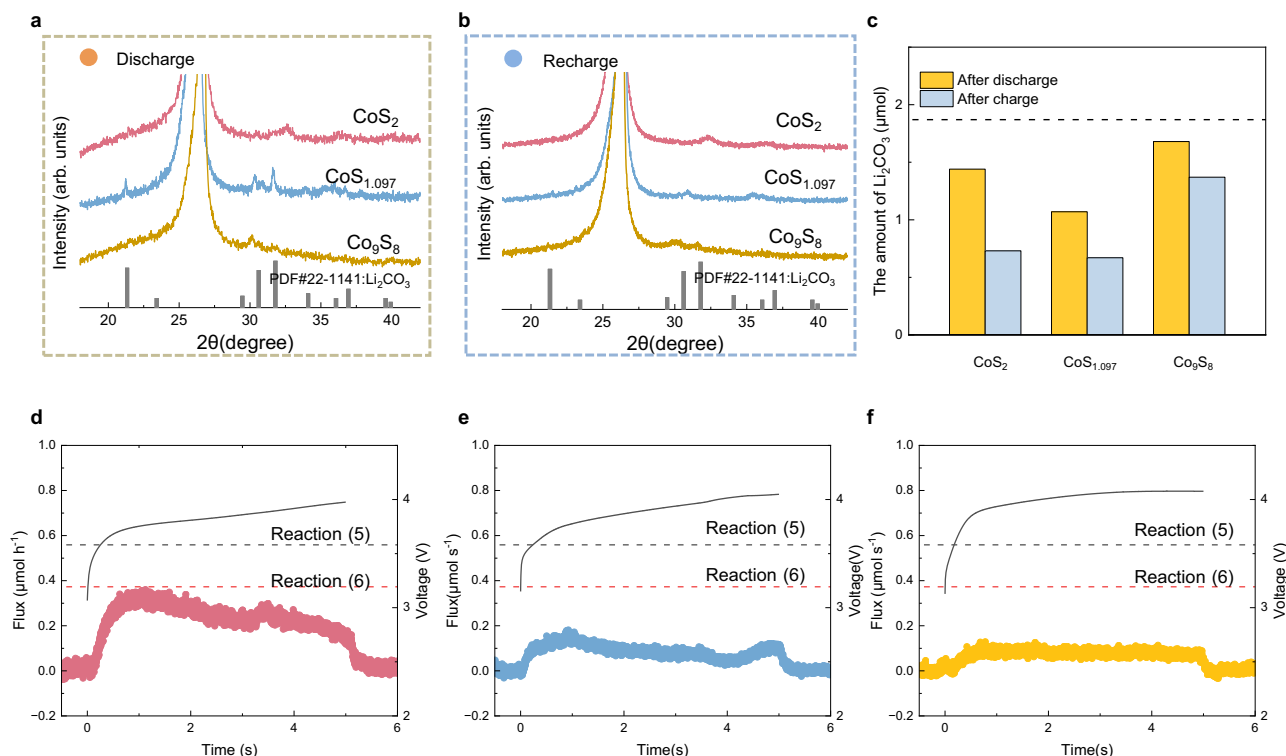 a
Discharge
CoS₂
CoS₁.₀₉₇
Co₉S₈
PDF#22-1141:Li₂CO₃
Intensity (arb. units)
20 25 30 35 40
2θ(degree)
b
Recharge
CoS₂
CoS₁.₀₉₇
Co₉S₈
PDF#22-1141:Li₂CO₃
Intensity (arb. units)
20 25 30 35 40
2θ(degree)
c
After discharge
After charge
The amount of Li₂CO₃ (μmol)
2
1
0
CoS₂ CoS₁.₀₉₇ Co₉S₈
d
1.0
0.8
0.6
0.4
0.2
0.0
−0.2
Flux (μmol h⁻¹)
Reaction (5)
Reaction (6)
4
3
2
Voltage (V)
0 2 4 6
Time (s)
e
1.0
0.8
0.6
0.4
0.2
0.0
−0.2
Flux(μmol s⁻¹)
Reaction (5)
Reaction (6)
4
3
2
Voltage(V)
0 2 4 6
Time(s)
f
1.0
0.8
0.6
0.4
0.2
0.0
−0.2
Flux (μmol s⁻¹)
Reaction (5)
Reaction (6)
4
3
2
Voltage (V)
0 1 2 3 4 5 6
Time(s)